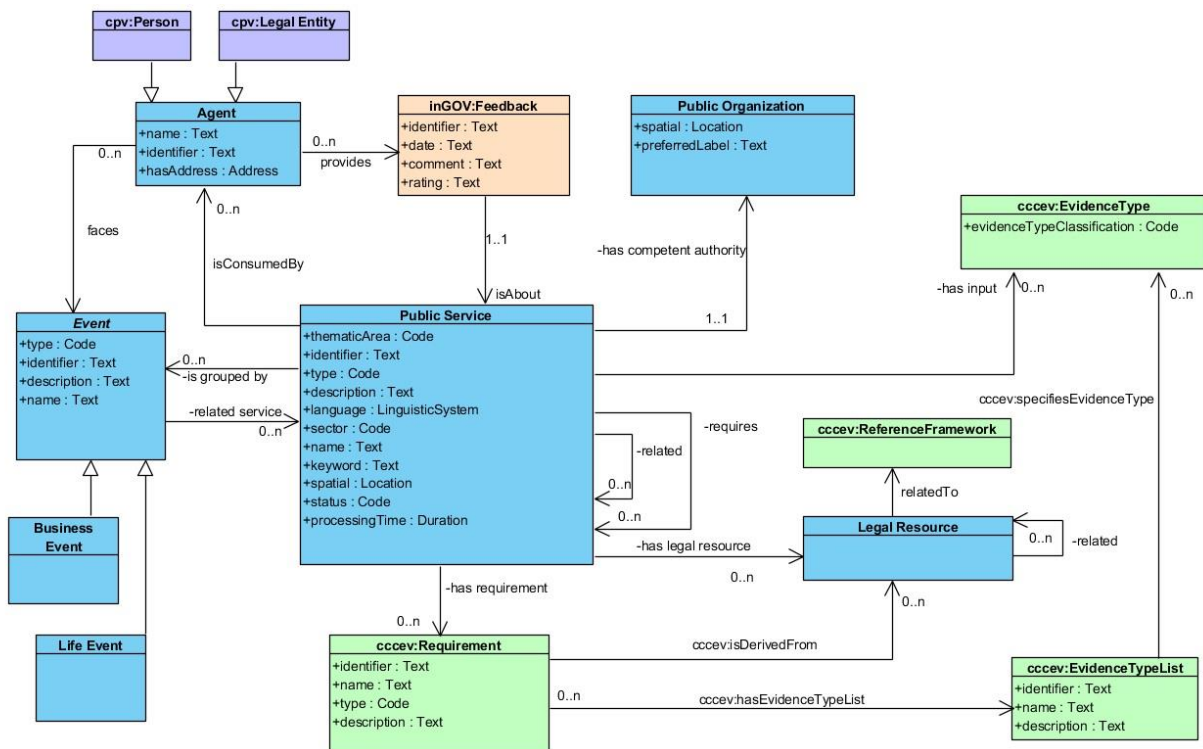 cpv:Person
cpv:Legal Entity
Agent
+name : Text
+identifier : Text
+hasAddress : Address
0..n
0..n
provides
inGOV:Feedback
+identifier : Text
+date : Text
+comment : Text
+rating : Text
Public Organization
+spatial : Location
+preferredLabel : Text
cccev:EvidenceType
+evidenceTypeClassification : Code
faces
0..n
isConsumedBy
1..1
isAbout
-has competent authority
1..1
-has input
0..n
0..n
Event
+type : Code
+identifier : Text
+description : Text
+name : Text
0..n
-is grouped by
-related service
0..n
Public Service
+thematicArea : Code
+identifier : Text
+type : Code
+description : Text
+language : LinguisticSystem
+sector : Code
+name : Text
+keyword : Text
+spatial : Location
+status : Code
+processingTime : Duration
-requires
-related
0..n
0..n
cccev:specifiesEvidenceType
cccev:ReferenceFramework
relatedTo
Legal Resource
0..n
-related
-has legal resource
0..n
0..n
Business
Event
Life Event
-has requirement
0..n
cccev:Requirement
+identifier : Text
+name : Text
+type : Code
+description : Text
cccev:isDerivedFrom
0..n
cccev:hasEvidenceTypeList
cccev:EvidenceTypeList
+identifier : Text
+name : Text
+description : Text